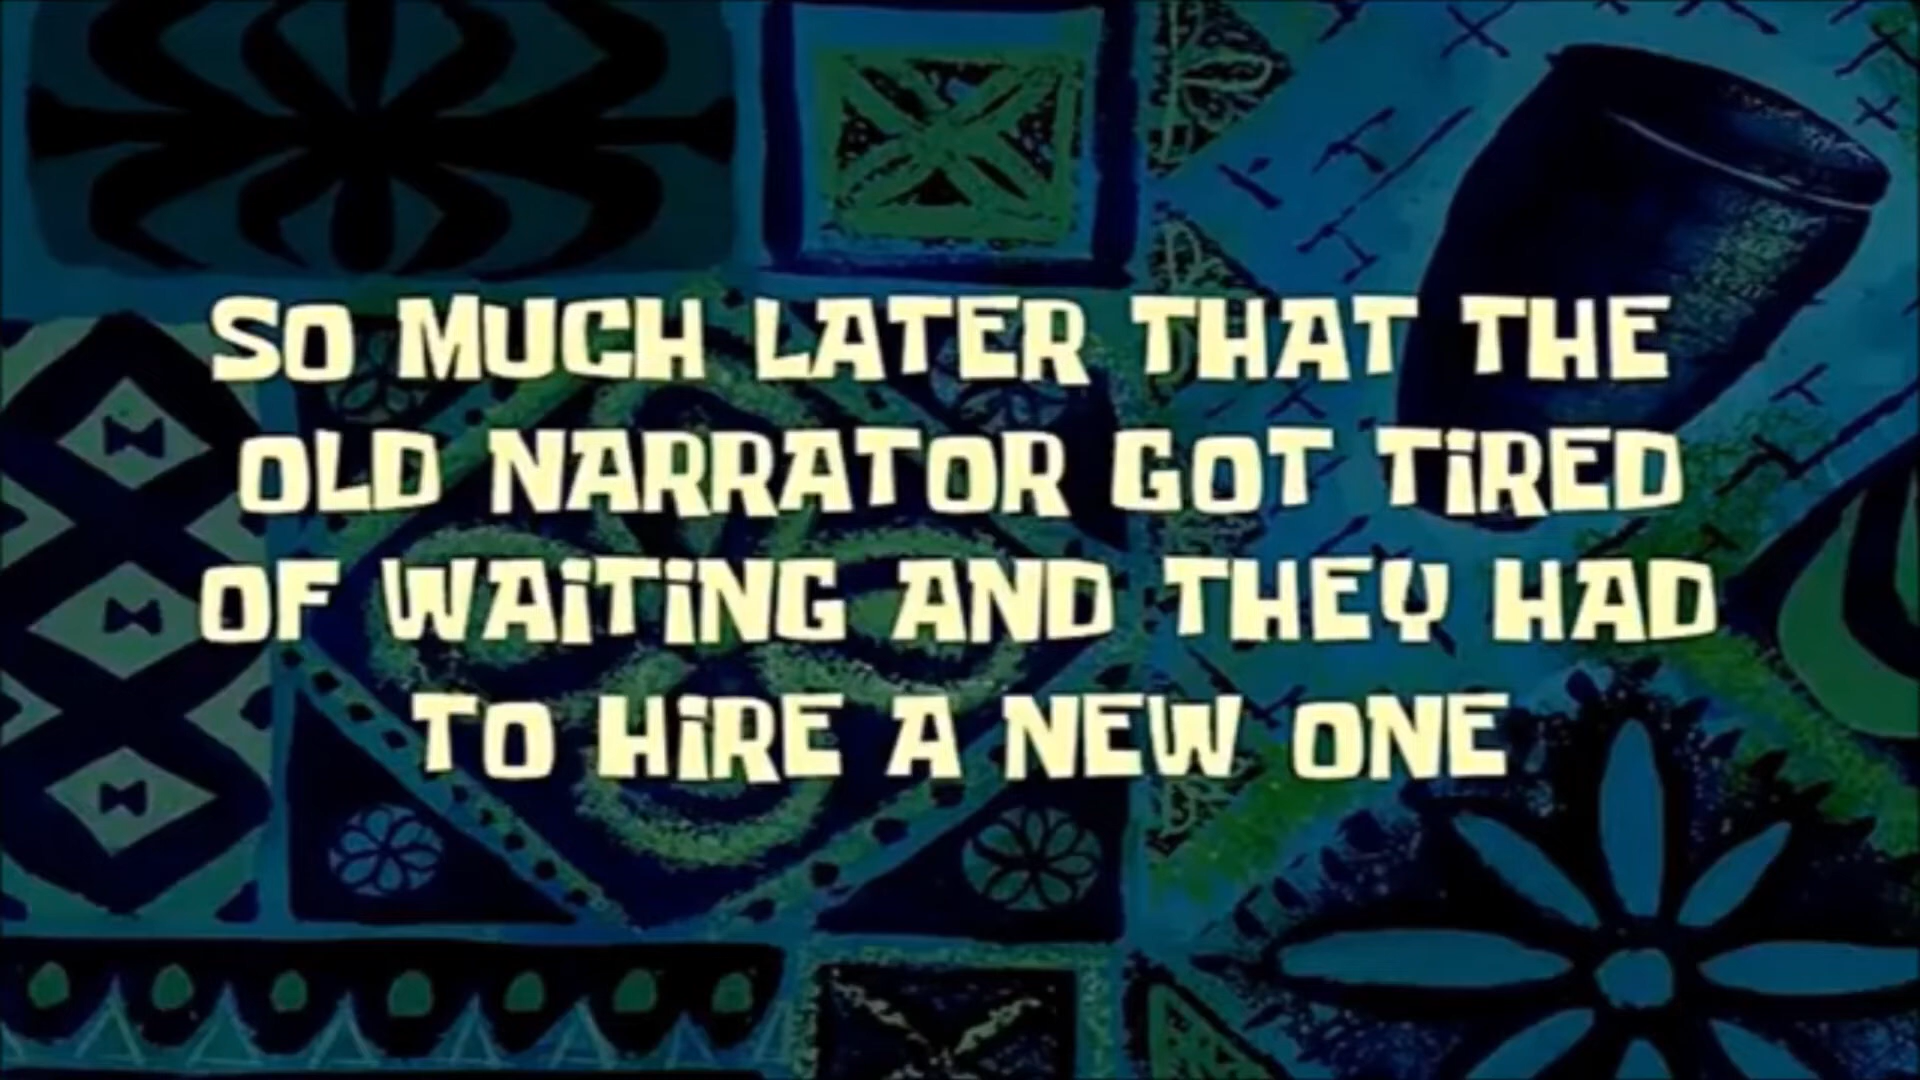 SO MUCH LATER THAT THE
OLD NARRATOR GOT TiRED
OF WAiTiNG AND THEY HAD
TO HiRE A NEW ONE